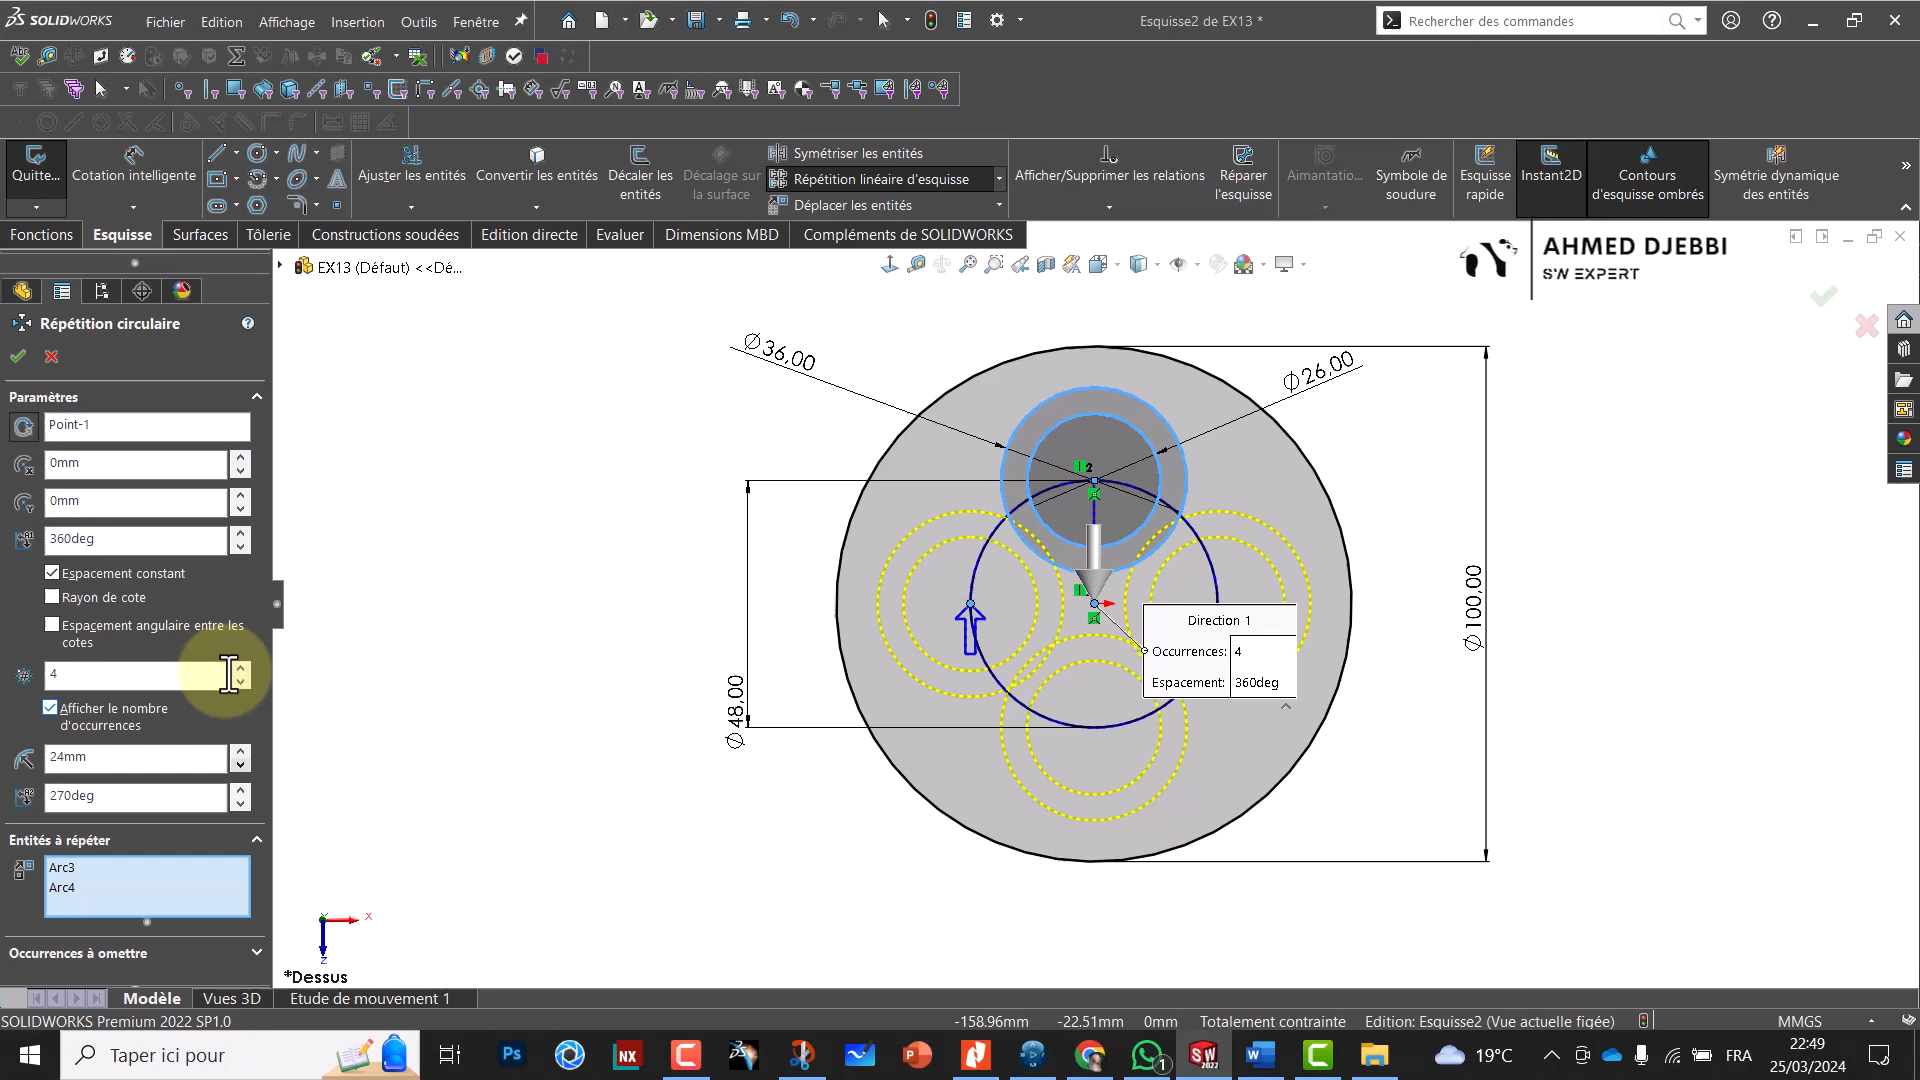 SOLIDWORKS
Fichier
Edition
Affichage
Insertion
Outils
Fenêtre
Esquisse2 de EX13 *
Rechercher des commandes
Quitte...
Cotation intelligente
Ajuster les entités
Convertir les entités
Décaler les
entités
Décalage sur
la surface
Symétriser les entités
Répétition linéaire d'esquisse
Déplacer les entités
Afficher/Supprimer les relations
Réparer
l'esquisse
Aimantatio...
Symbole de
soudure
Esquisse
rapide
Instant2D
Contours
d'esquisse ombrés
Symétrie dynamique
des entités
Fonctions
Esquisse
Surfaces
Tôlerie
Constructions soudées
Edition directe
Evaluer
Dimensions MBD
Compléments de SOLIDWORKS
EX13 (Défaut) <<Dé...
AHMED DJEBBI
SW EXPERT
Répétition circulaire
Paramètres
Point-1
0mm
0mm
360deg
Espacement constant
Rayon de cote
Espacement angulaire entre les
cotes
4
Afficher le nombre
d'occurrences
24mm
270deg
Entités à répéter
Arc3
Arc4
Occurrences à omettre
Ø36,00
Ø26,00
Ø48,00
Ø100,00
2
Direction 1
Occurrences: 4
Espacement: 360deg
X
Y
Z
*Dessus
Modèle
Vues 3D
Etude de mouvement 1
SOLIDWORKS Premium 2022 SP1.0
-158.96mm
-22.51mm
0mm
Totalement contrainte
Edition: Esquisse2 (Vue actuelle figée)
MMGS
Taper ici pour
19°C
FRA
22:49
25/03/2024